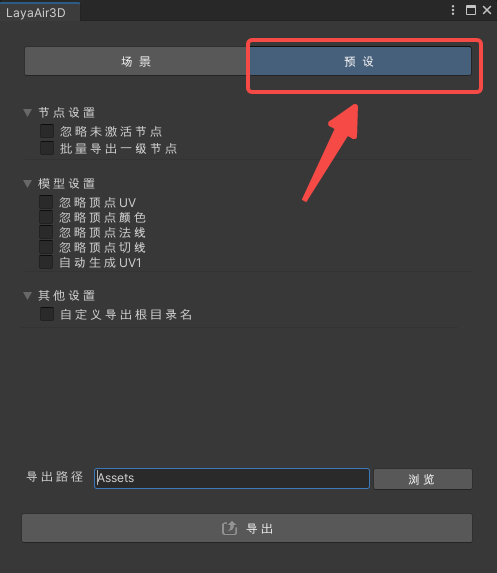 LayaAir3D
场景 预设
节点设置
忽略未激活节点
批量导出一级节点
模型设置
忽略顶点UV
忽略顶点颜色
忽略顶点法线
忽略顶点切线
自动生成UV1
其他设置
自定义导出根目录名
导出路径 Assets 浏览
导出